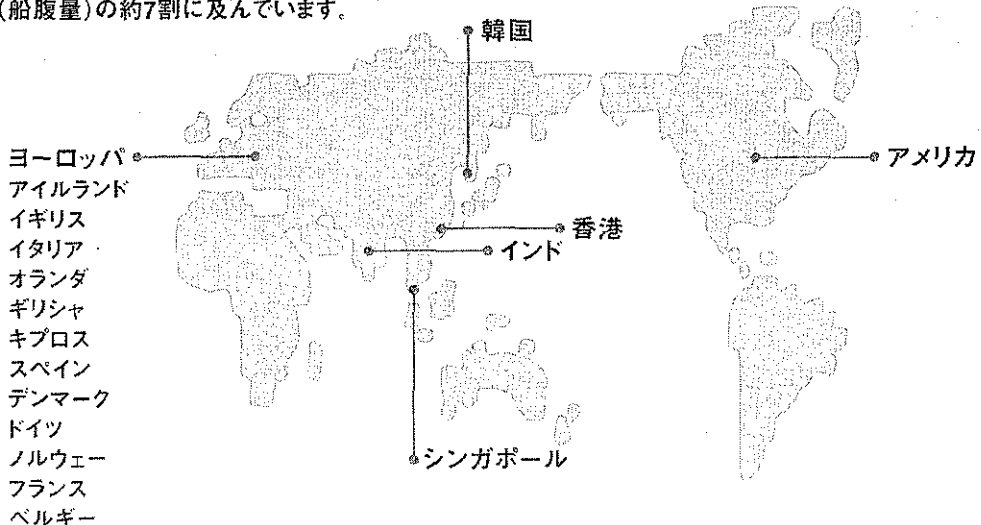 (船腹量)の約7割に及んでいます。
韓国
ヨーロッパ
アイルランド
イギリス
イタリア
オランダ
ギリシャ
キプロス
スペイン
デンマーク
ドイツ
ノルウェー
フランス
ベルギー
アメリカ
香港
インド
シンガポール